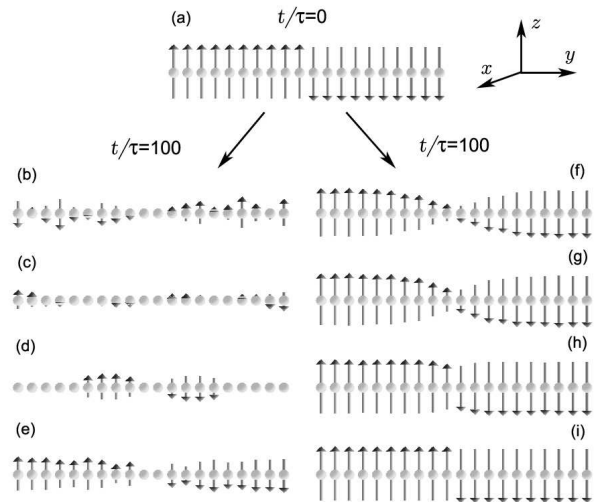 (a) t/τ=0
z
x y
t/τ=100 t/τ=100
(b) (f)
(c) (g)
(d) (h)
(e) (i)